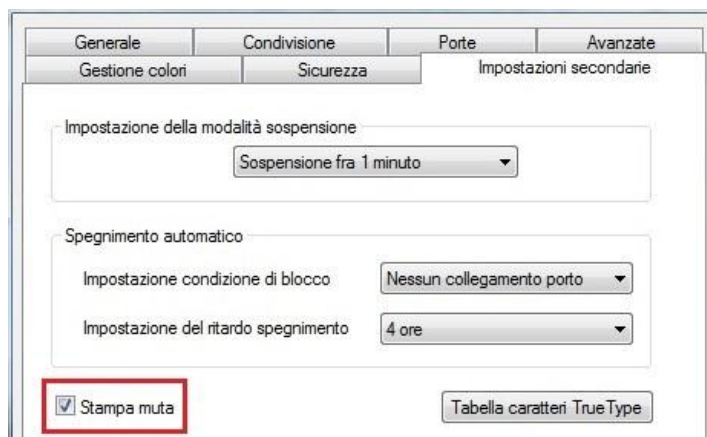 Generale Condivisione Porte Avanzate
Gestione colori Sicurezza Impostazioni secondarie
Impostazione della modalità sospensione
Sospensione fra 1 minuto
Spegnimento automatico
Impostazione condizione di blocco Nessun collegamento porto
Impostazione del ritardo spegnimento 4 ore
Stampa muta Tabella caratteri TrueType